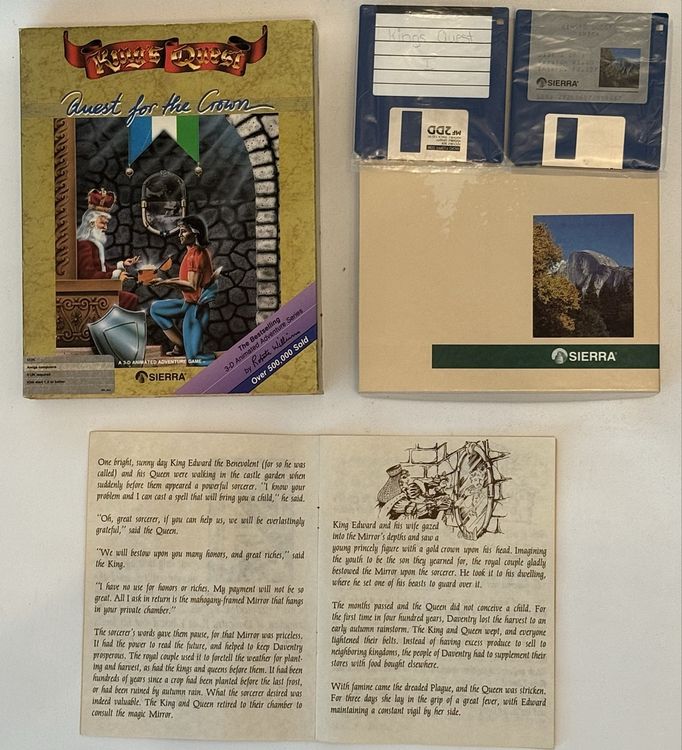 King's Quest
Quest for the Crown
The Bestselling
3-D Animated Adventure Series
by Roberta Williams
Over 500,000 Sold
A 3-D ANIMATED ADVENTURE GAME
SIERRA®
512K
Amiga computers
Kings Quest
I
MF 2DD
SIERRA
SIERRA®
One bright, sunny day King Edward the Benevolent (for so he was
called) and his Queen were walking in the castle garden when
suddenly before them appeared a powerful sorcerer. "I know your
problem and I can cast a spell that will bring you a child," he said.
"Oh, great sorcerer, if you can help us, we will be everlastingly
grateful," said the Queen.
"We will bestow upon you many honors, and great riches," said
the King.
"I have no use for honors or riches. My payment will not be so
great. All I ask in return is the mahogany-framed Mirror that hangs
in your private chamber."
The sorcerer's words gave them pause, for that Mirror was priceless.
It had the power to read the future, and helped to keep Daventry
prosperous. The royal couple used it to foretell the weather for plant-
ing and harvest, as had the kings and queens before them. It had been
hundreds of years since a crop had been planted before the last frost,
or had been ruined by autumn rain. What the sorcerer desired was
indeed valuable. The King and Queen retired to their chamber to
consult the magic Mirror.
King Edward and his wife gazed
into the Mirror's depths and saw a
young princely figure with a gold crown upon his head. Imagining
the youth to be the son they yearned for, the royal couple gladly
bestowed the Mirror upon the sorcerer. He took it to his dwelling,
where he set one of his beasts to guard over it.
The months passed and the Queen did not conceive a child. For
the first time in four hundred years, Daventry lost the harvest to an
early autumn rainstorm. The King and Queen wept, and everyone
tightened their belts. Instead of having excess produce to sell to
neighboring kingdoms, the people of Daventry had to supplement their
stores with food bought elsewhere.
With famine came the dreaded Plague, and the Queen was stricken.
For three days she lay in the grip of a great fever, with Edward
maintaining a constant vigil by her side.